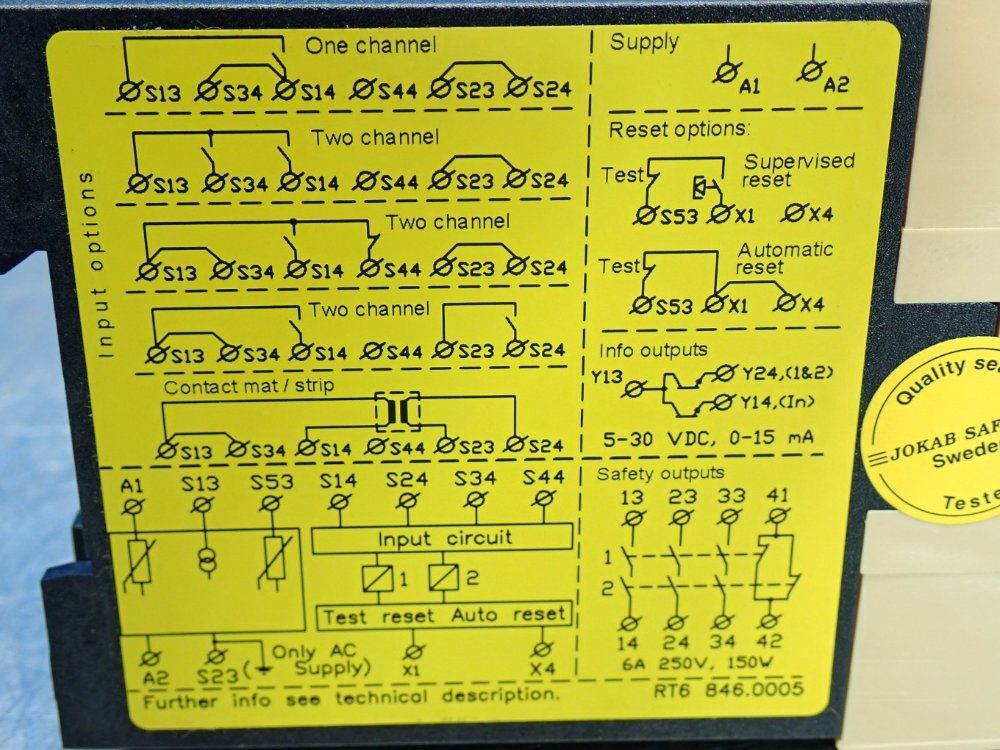 One channel
S13 S34 S14 S44 S23 S24
Two channel
S13 S34 S14 S44 S23 S24
Two channel
S13 S34 S14 S44 S23 S24
Two channel
S13 S34 S14 S44 S23 S24
Contact mat / strip
S13 S34 S14 S44 S23 S24
Input options
Supply
A1 A2
Reset options:
Supervised
reset
Test
S53 X1 X4
Automatic
reset
Test
S53 X1 X4
Info outputs
Y13 Y24,(1&2)
Y14,(In)
5-30 VDC, 0-15 mA
A1 S13 S53 S14 S24 S34 S44
Input circuit
1 2
Test reset Auto reset
A2 S23 ( Only AC
Supply) X1 X4
Further info see technical description.
Safety outputs
13 23 33 41
1
2
14 24 34 42
6A 250V, 150W
RT6 846.0005
Quality
JOKAB
Sweden